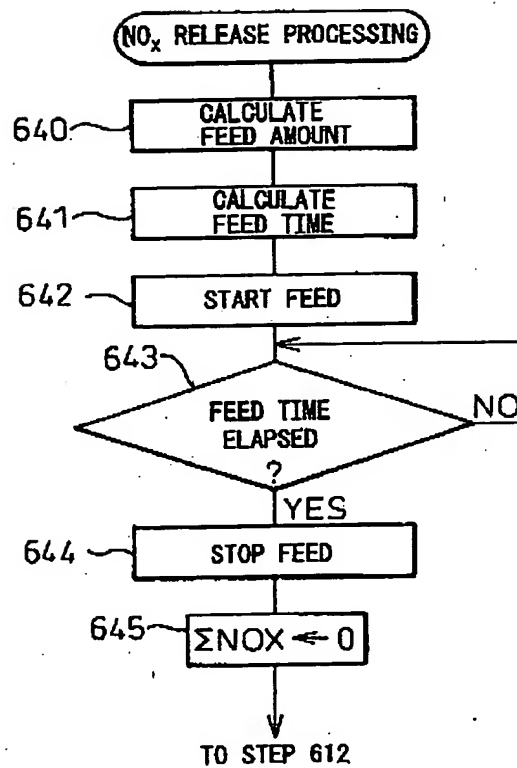 NOx RELEASE PROCESSING
640
CALCULATE
FEED AMOUNT
641
CALCULATE
FEED TIME
642
START FEED
643
FEED TIME
ELAPSED
?
NO
YES
644
STOP FEED
645
ΣNOX ← 0
TO STEP 612